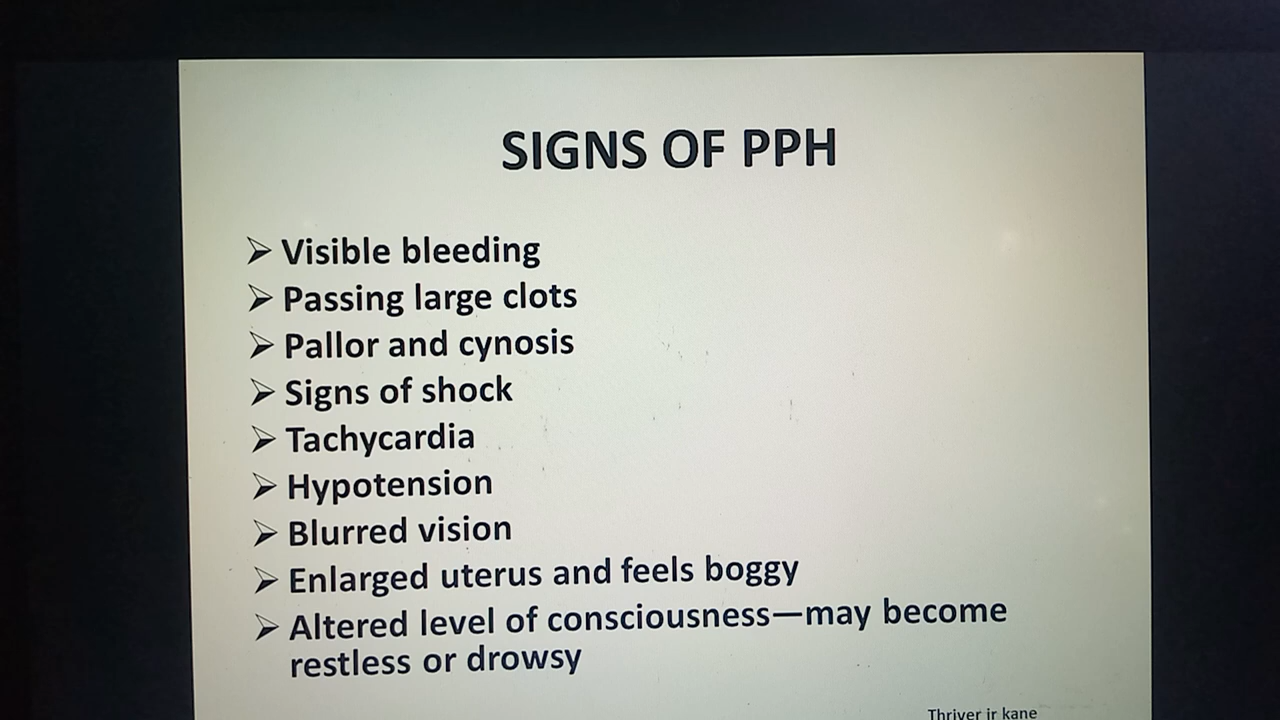 SIGNS OF PPH
➢ Visible bleeding
➢ Passing large clots
➢ Pallor and cynosis
➢ Signs of shock
➢ Tachycardia
➢ Hypotension
➢ Blurred vision
➢ Enlarged uterus and feels boggy
➢ Altered level of consciousness—may become
restless or drowsy
Thriver jr kane